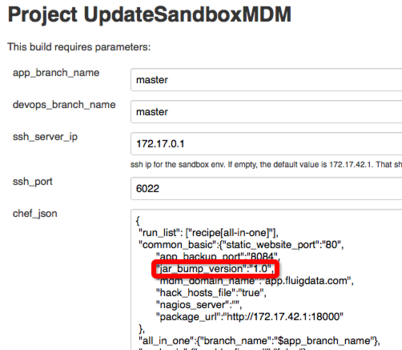 Project UpdateSandboxMDM
This build requires parameters:
app_branch_name
master
devops_branch_name
master
ssh_server_ip
172.17.0.1
ssh ip for the sandbox env. If empty, the default value is 172.17.42.1. That sh
ssh_port
6022
chef_json
{
"run_list": ["recipe[all-in-one]"],
"common_basic":{"static_website_port":"80",
"app_backup_port":"8084",
"jar_bump_version":"1.0",
"mdm_domain_name":"app.fluigdata.com",
"hack_hosts_file":"true",
"nagios_server":"",
"package_url":"http://172.17.42.1:18000"
},
"all_in_one":{"branch_name":"$app_branch_name"},